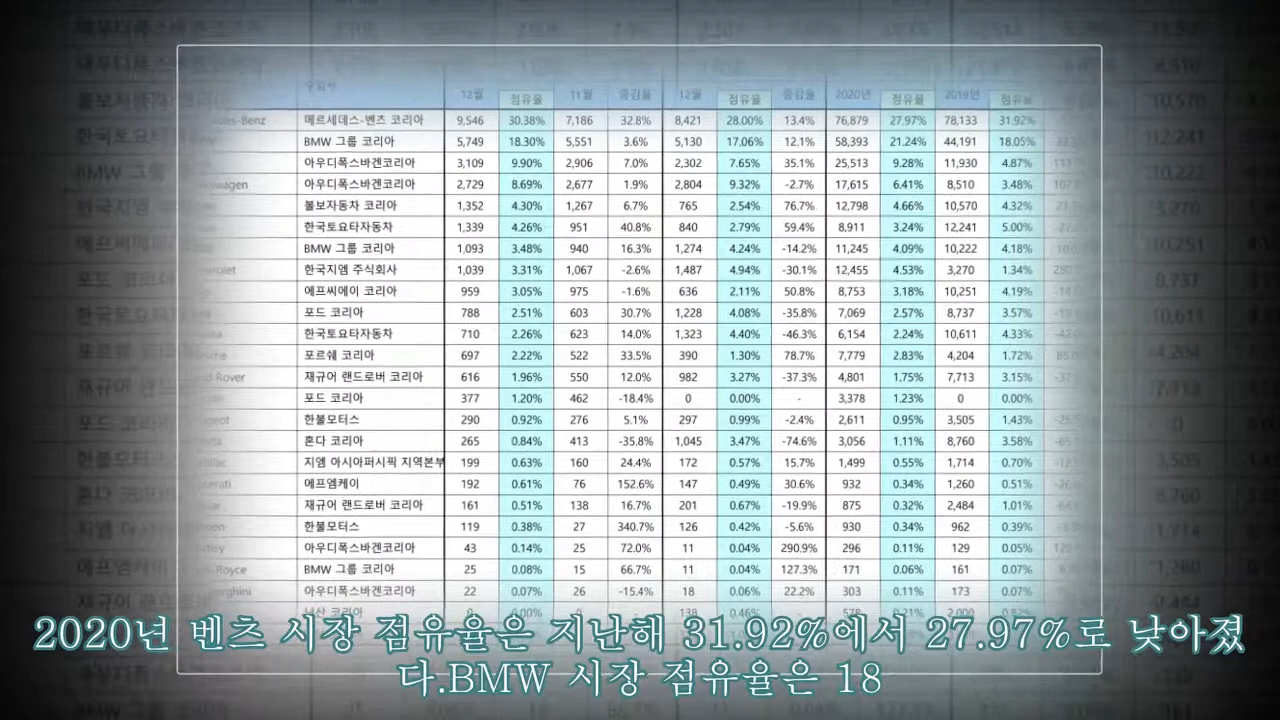 수입사 12월 점유율 11월 증감율 12월 점유율 증감율 2020년 점유율 2019년 점유율
메르세데스-벤츠 코리아 9,546 30.38% 7,186 32.8% 8,421 28.00% 13.4% 76,879 27.97% 78,133 31.92%
BMW 그룹 코리아 5,749 18.30% 5,551 3.6% 5,130 17.06% 12.1% 58,393 21.24% 44,191 18.05%
아우디폭스바겐코리아 3,109 9.90% 2,906 7.0% 2,302 7.65% 35.1% 25,513 9.28% 11,930 4.87%
아우디폭스바겐코리아 2,729 8.69% 2,677 1.9% 2,804 9.32% -2.7% 17,615 6.41% 8,510 3.48%
볼보자동차 코리아 1,352 4.30% 1,267 6.7% 765 2.54% 76.7% 12,798 4.66% 10,570 4.32%
한국토요타자동차 1,339 4.26% 951 40.8% 840 2.79% 59.4% 8,911 3.24% 12,241 5.00%
BMW 그룹 코리아 1,093 3.48% 940 16.3% 1,274 4.24% -14.2% 11,245 4.09% 10,222 4.18%
한국지엠 주식회사 1,039 3.31% 1,067 -2.6% 1,487 4.94% -30.1% 12,455 4.53% 3,270 1.34%
에프씨에이 코리아 959 3.05% 975 -1.6% 636 2.11% 50.8% 8,753 3.18% 10,251 4.19%
포드 코리아 788 2.51% 603 30.7% 1,228 4.08% -35.8% 7,069 2.57% 8,737 3.57%
한국토요타자동차 710 2.26% 623 14.0% 1,323 4.40% -46.3% 6,154 2.24% 10,611 4.33%
포르쉐 코리아 697 2.22% 522 33.5% 390 1.30% 78.7% 7,779 2.83% 4,204 1.72%
재규어 랜드로버 코리아 616 1.96% 550 12.0% 982 3.27% -37.3% 4,801 1.75% 7,713 3.15%
포드 코리아 377 1.20% 462 -18.4% 0 0.00% - 3,378 1.23% 0 0.00%
한불모터스 290 0.92% 276 5.1% 297 0.99% -2.4% 2,611 0.95% 3,505 1.43%
혼다 코리아 265 0.84% 413 -35.8% 1,045 3.47% -74.6% 3,056 1.11% 8,760 3.58%
지엠 아시아퍼시픽 지역본부 199 0.63% 160 24.4% 172 0.57% 15.7% 1,499 0.55% 1,714 0.70%
에프엠케이 192 0.61% 76 152.6% 147 0.49% 30.6% 932 0.34% 1,260 0.51%
재규어 랜드로버 코리아 161 0.51% 138 16.7% 201 0.67% -19.9% 875 0.32% 2,484 1.01%
한불모터스 119 0.38% 27 340.7% 126 0.42% -5.6% 930 0.34% 962 0.39%
아우디폭스바겐코리아 43 0.14% 25 72.0% 11 0.04% 290.9% 296 0.11% 129 0.05%
BMW 그룹 코리아 25 0.08% 15 66.7% 11 0.04% 127.3% 171 0.06% 161 0.07%
아우디폭스바겐코리아 22 0.07% 26 -15.4% 18 0.06% 22.2% 303 0.11% 173 0.07%
2020년 벤츠 시장 점유율은 지난해 31.92%에서 27.97%로 낮아졌
다.BMW 시장 점유율은 18